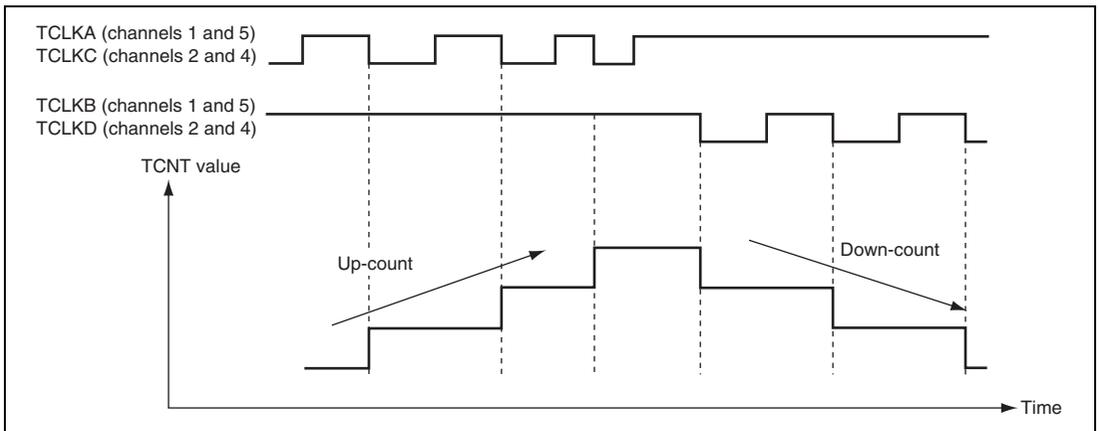 TCLKA (channels 1 and 5)
TCLKC (channels 2 and 4)
TCLKB (channels 1 and 5)
TCLKD (channels 2 and 4)
TCNT value
Up-count
Down-count
Time